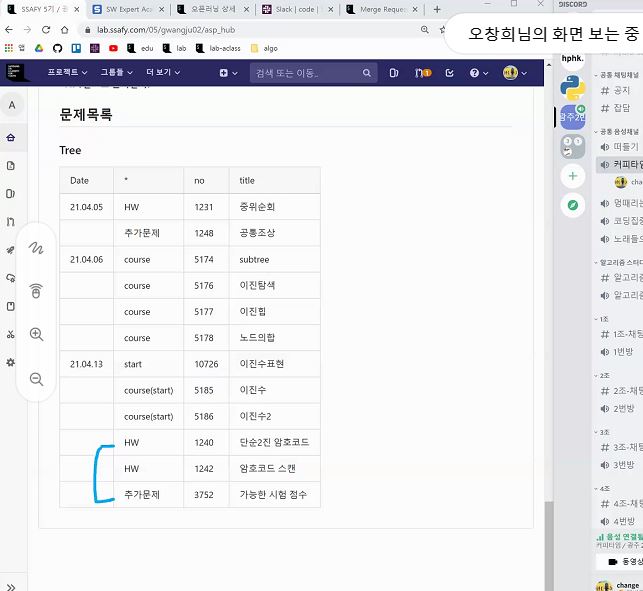 SSAFY 5기 / 광
SW Expert Aca
오픈러닝 상세
Slack | code |
Merge Reques
오창희님의 화면 보는 중
DISCORD
lab.ssafy.com/05/gwangju02/asp_hub
앱
edu
lab
lab-aclass
algo
hphk.
프로젝트
그룹들
더 보기
검색 또는 이동..
1
A
문제목록
Tree
Date * no title
21.04.05 HW 1231 중위순회
추가문제 1248 공통조상
21.04.06 course 5174 subtree
course 5176 이진탐색
course 5177 이진힙
course 5178 노드의합
21.04.13 start 10726 이진수표현
course(start) 5185 이진수
course(start) 5186 이진수2
HW 1240 단순2진 암호코드
HW 1242 암호코드 스캔
추가문제 3752 가능한 시험 점수
광주2반
공통 채팅채널
# 공지
# 잡담
공통 음성채널
떠들기
커피타임
chan
멍때리는
코딩집중
노래들으
알고리즘 스터디
# 알고리즘
알고리즘
1조
# 1조-채팅
1번방
2조
# 2조-채팅
2번방
3조
# 3조-채팅
3번방
4조
# 4조-채팅
4번방
음성 연결됨
커피타임 / 광주 2
동영상
change